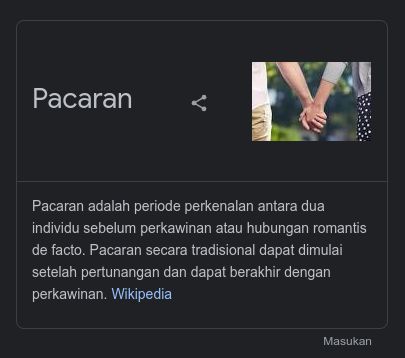 Pacaran
Pacaran adalah periode perkenalan antara dua
individu sebelum perkawinan atau hubungan romantis
de facto. Pacaran secara tradisional dapat dimulai
setelah pertunangan dan dapat berakhir dengan
perkawinan. Wikipedia
Masukan